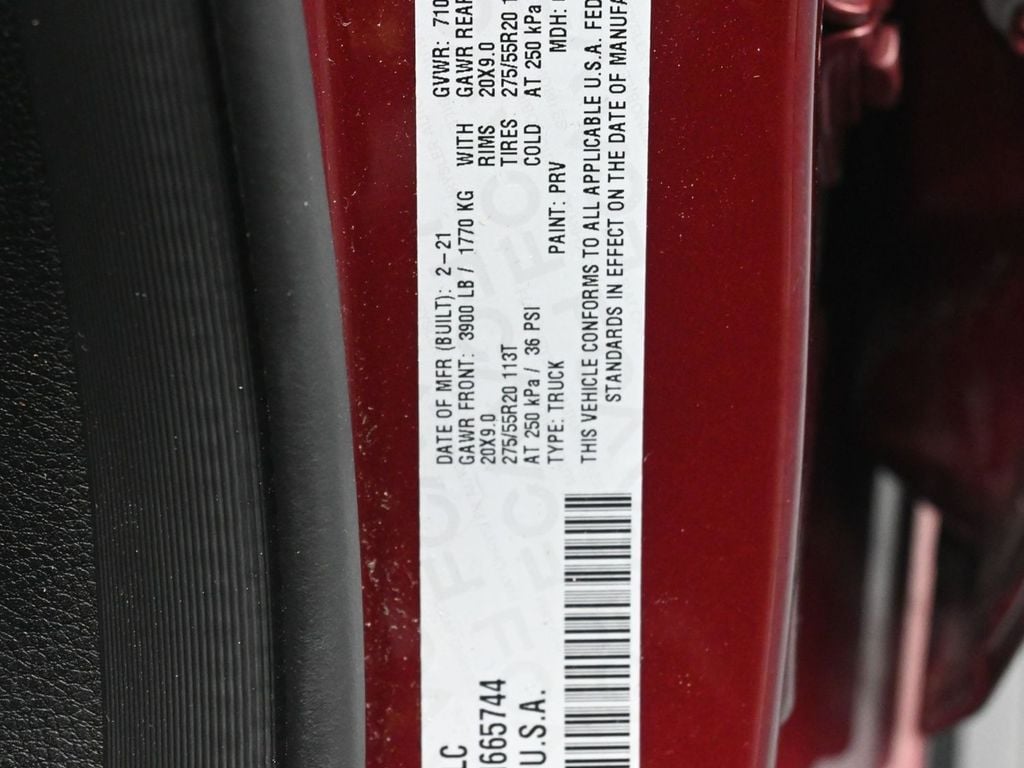 LC
665744
U.S.A.
DATE OF MFR (BUILT): 2-21 GVWR: 710
GAWR FRONT: 3900 LB / 1770 KG WITH GAWR REAR
20X9.0 RIMS 20X9.0
275/55R20 113T TIRES 275/55R20 1
AT 250 kPa / 36 PSI COLD AT 250 kPa
TYPE: TRUCK PAINT: PRV MDH:
THIS VEHICLE CONFORMS TO ALL APPLICABLE U.S.A. FED
STANDARDS IN EFFECT ON THE DATE OF MANUFA